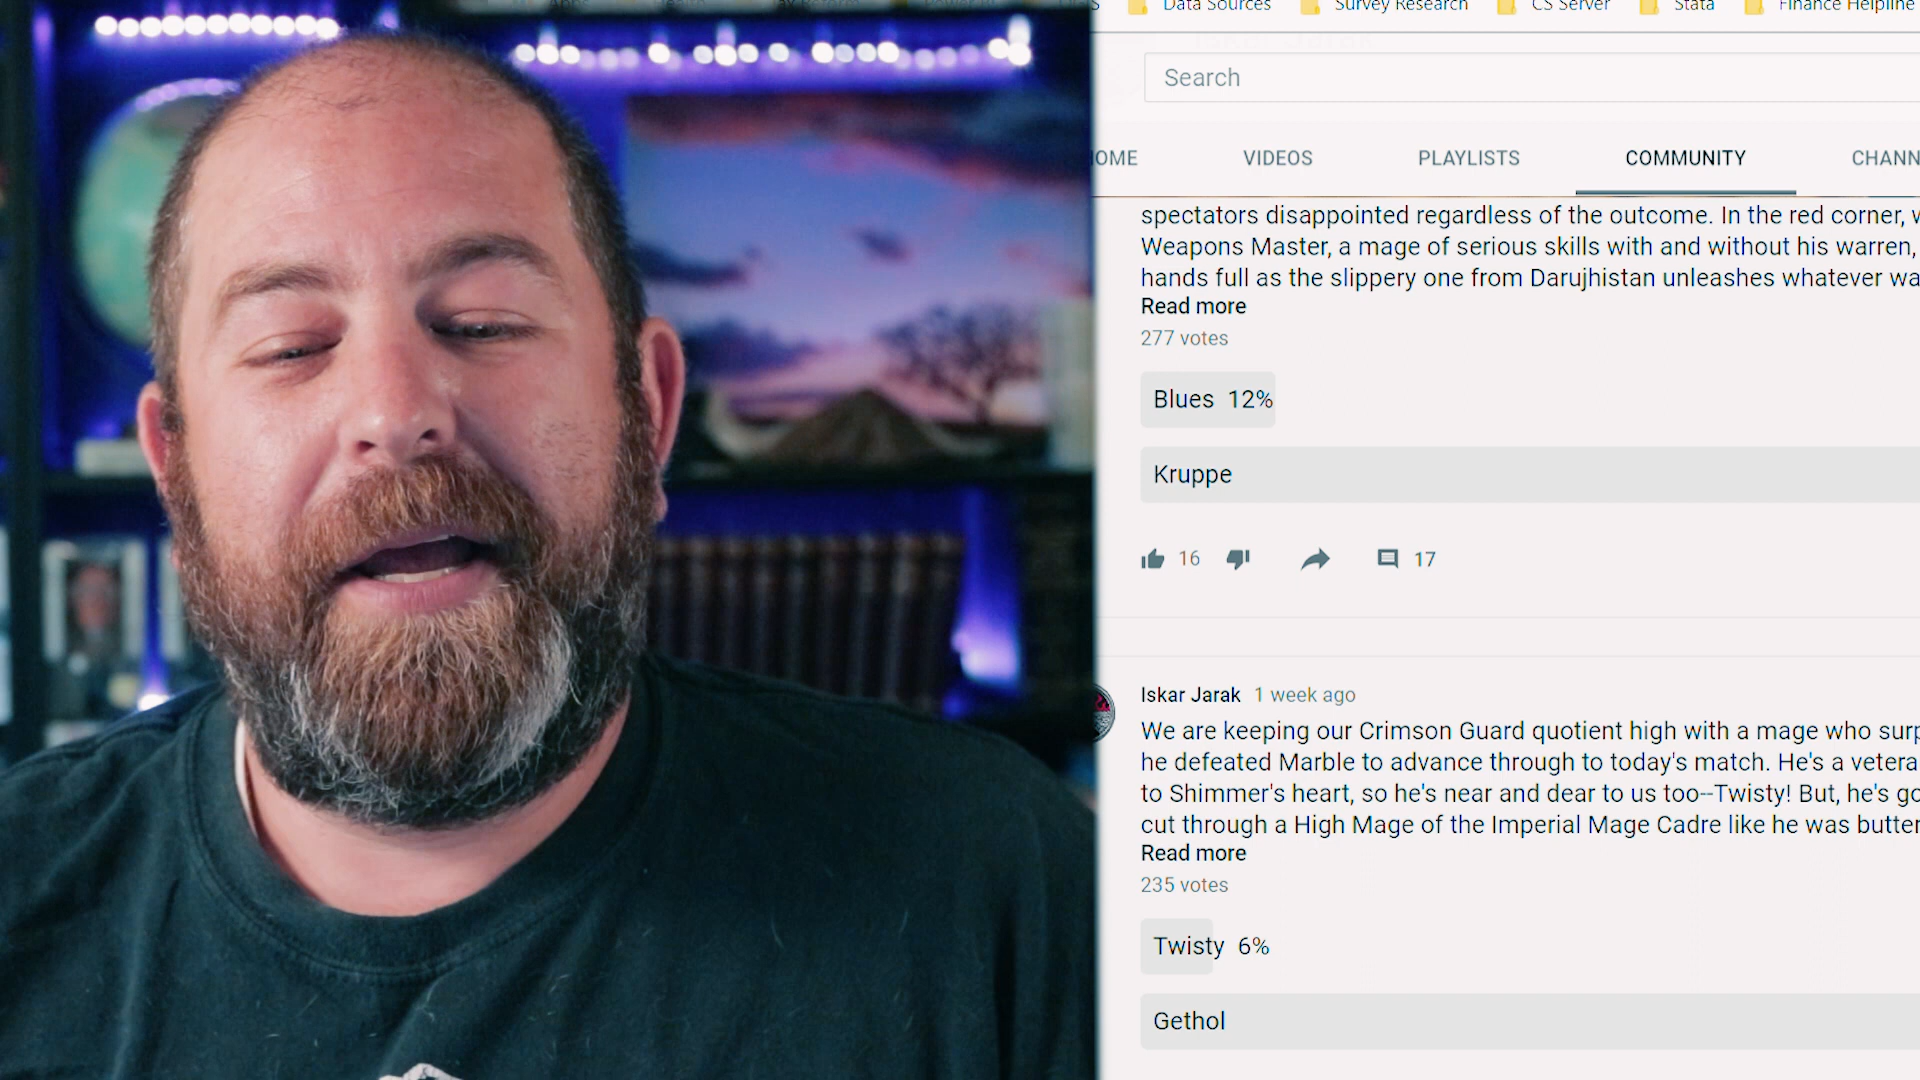 Data Sources
Survey Research
CS Server
Stata
Finance Helpline
Search
OME
VIDEOS
PLAYLISTS
COMMUNITY
CHANN
spectators disappointed regardless of the outcome. In the red corner, w
Weapons Master, a mage of serious skills with and without his warren,
hands full as the slippery one from Darujhistan unleashes whatever wa
Read more
277 votes
Blues 12%
Kruppe
16
17
Iskar Jarak 1 week ago
We are keeping our Crimson Guard quotient high with a mage who surp
he defeated Marble to advance through to today's match. He's a vetera
to Shimmer's heart, so he's near and dear to us too--Twisty! But, he's go
cut through a High Mage of the Imperial Mage Cadre like he was butter
Read more
235 votes
Twisty 6%
Gethol